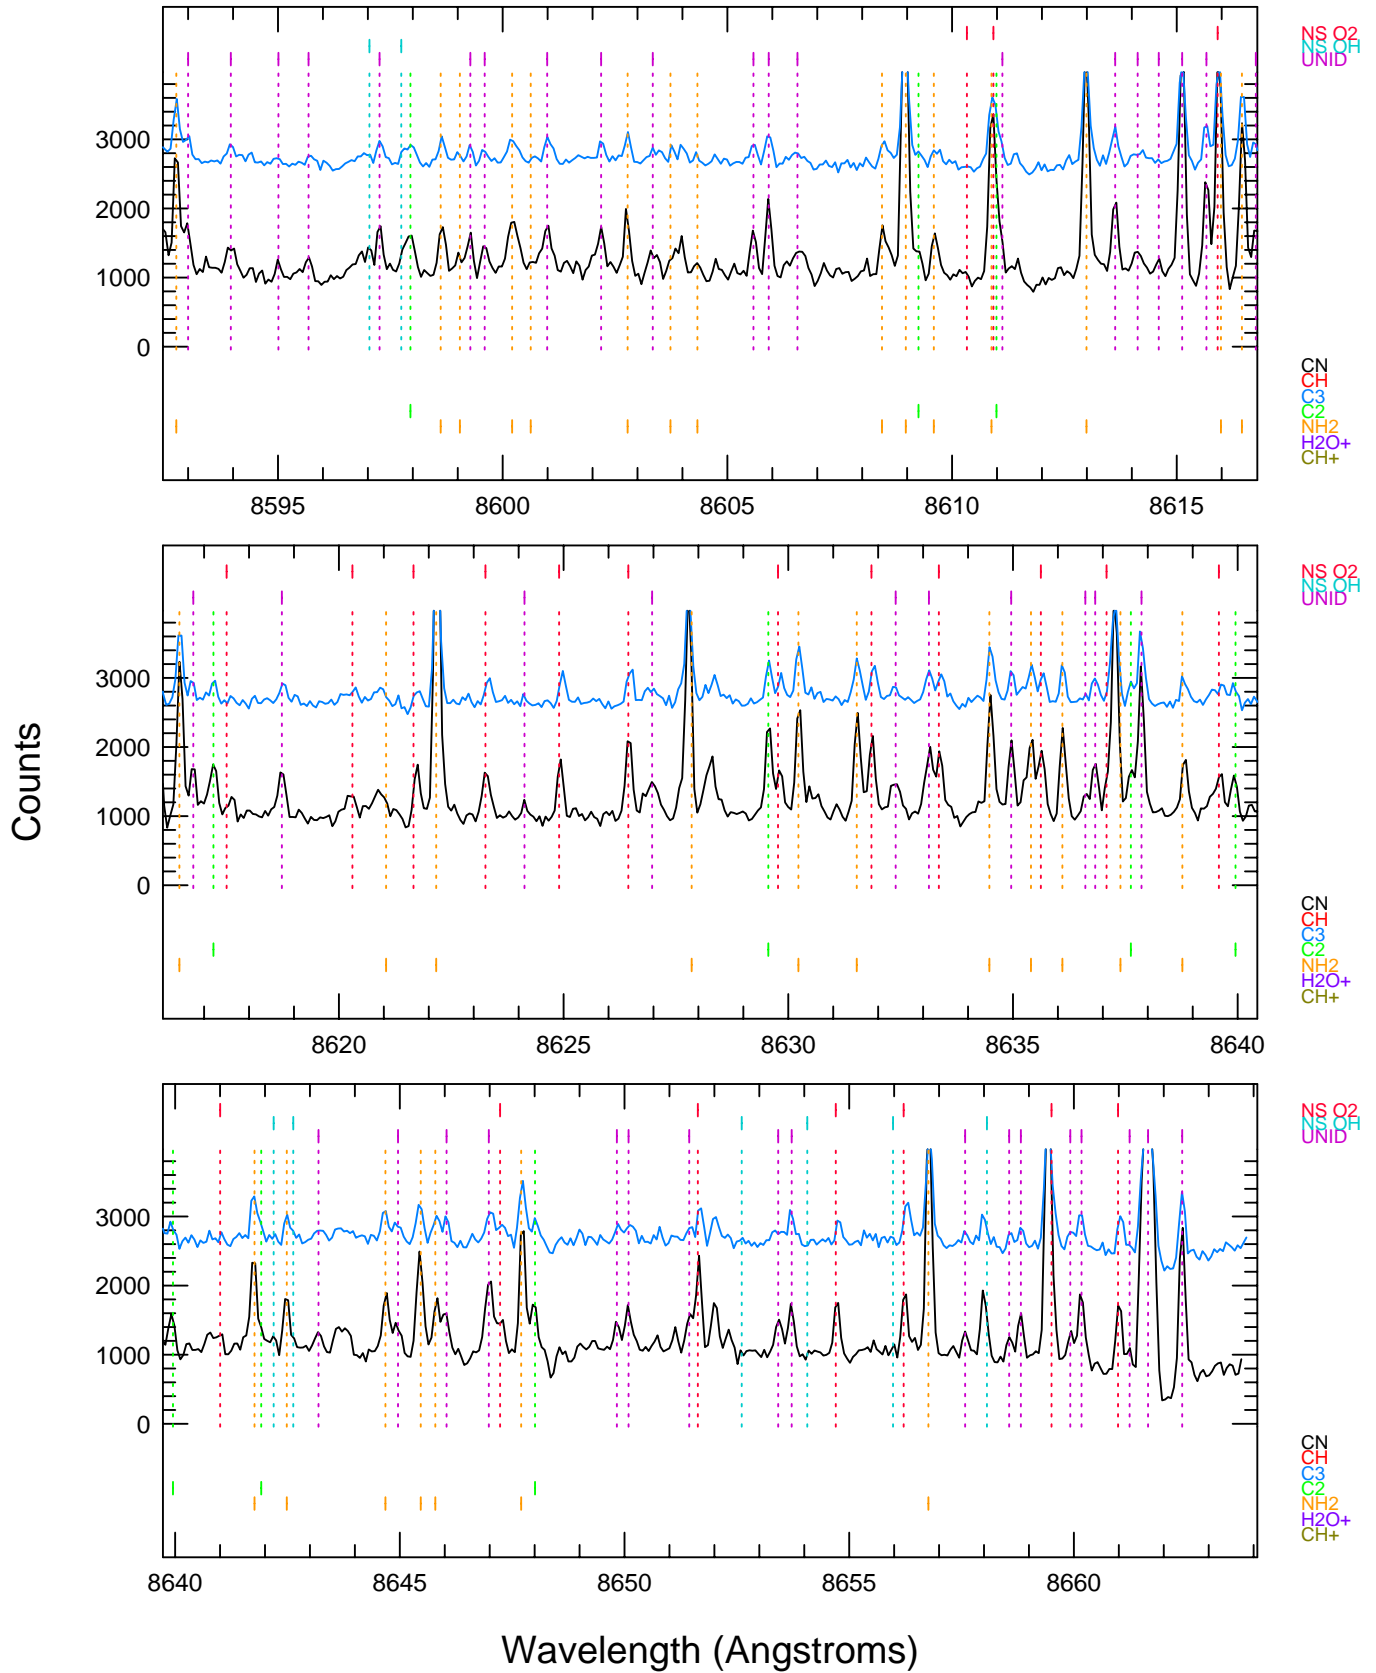 NS O2
NS OH
UNID
3000
2000
1000
0
CN
CH
C3
C2
NH2
H2O+
CH+
8595 8600 8605 8610 8615
NS O2
NS OH
UNID
3000
2000
1000
0
CN
CH
C3
C2
NH2
H2O+
CH+
8620 8625 8630 8635 8640
Counts
NS O2
NS OH
UNID
3000
2000
1000
0
CN
CH
C3
C2
NH2
H2O+
CH+
8640 8645 8650 8655 8660
Wavelength (Angstroms)